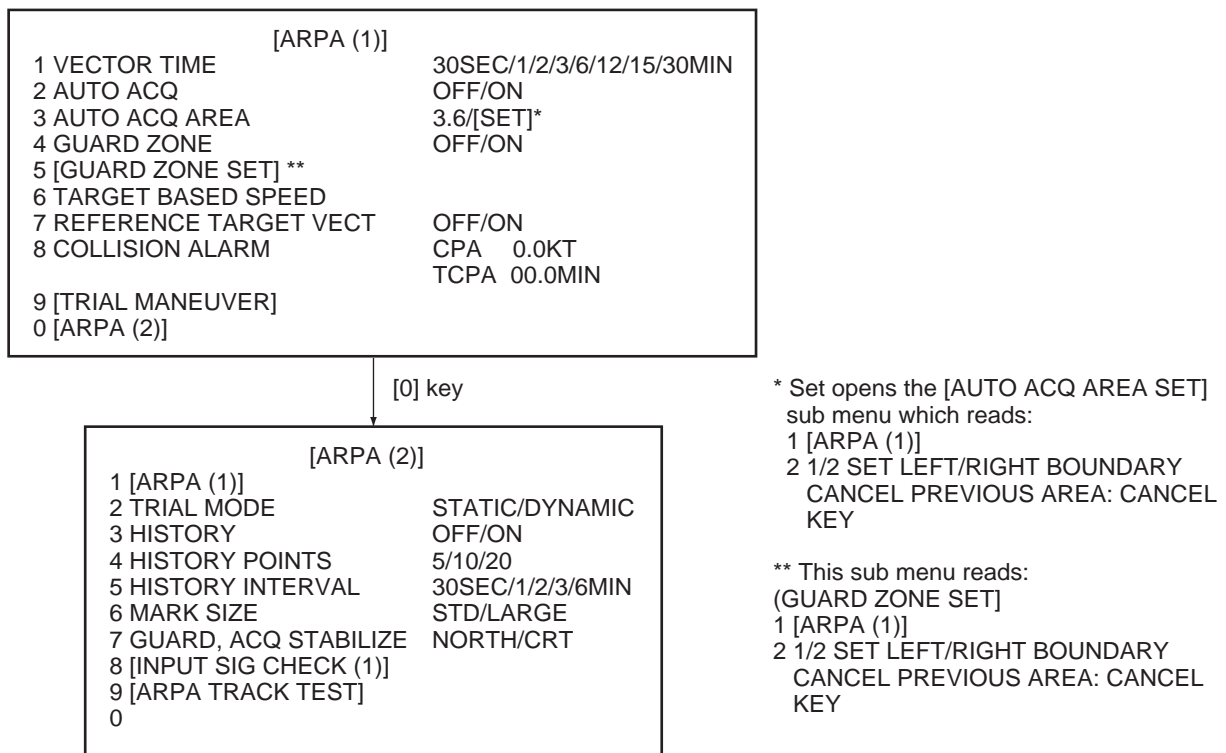 [ARPA (1)]
1 VECTOR TIME 30SEC/1/2/3/6/12/15/30MIN
2 AUTO ACQ OFF/ON
3 AUTO ACQ AREA 3.6/[SET]*
4 GUARD ZONE OFF/ON
5 [GUARD ZONE SET] **
6 TARGET BASED SPEED
7 REFERENCE TARGET VECT OFF/ON
8 COLLISION ALARM CPA 0.0KT
TCPA 00.0MIN
9 [TRIAL MANEUVER]
0 [ARPA (2)]
[0] key
[ARPA (2)]
1 [ARPA (1)]
2 TRIAL MODE STATIC/DYNAMIC
3 HISTORY OFF/ON
4 HISTORY POINTS 5/10/20
5 HISTORY INTERVAL 30SEC/1/2/3/6MIN
6 MARK SIZE STD/LARGE
7 GUARD, ACQ STABILIZE NORTH/CRT
8 [INPUT SIG CHECK (1)]
9 [ARPA TRACK TEST]
0
* Set opens the [AUTO ACQ AREA SET]
sub menu which reads:
1 [ARPA (1)]
2 1/2 SET LEFT/RIGHT BOUNDARY
CANCEL PREVIOUS AREA: CANCEL
KEY
** This sub menu reads:
(GUARD ZONE SET]
1 [ARPA (1)]
2 1/2 SET LEFT/RIGHT BOUNDARY
CANCEL PREVIOUS AREA: CANCEL
KEY